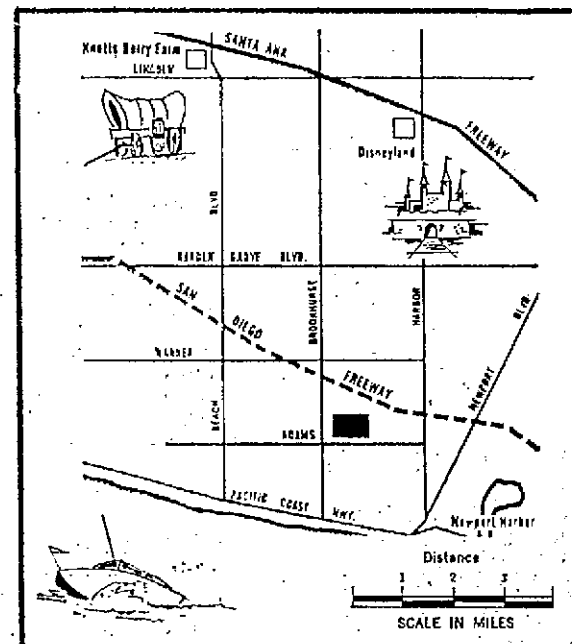 SANTA ANA
Knotts Berry Farm
LINCOLN
FREEWAY
Disneyland
BLVD
GARDEN GROVE BLVD.
SAN
DIEGO
BROOKHURST
HARBOR
NEWPORT BLVD.
WARNER
FREEWAY
BEACH
ADAMS
PACIFIC COAST HWY.
Newport Harbor
Distance
1 2 3
SCALE IN MILES